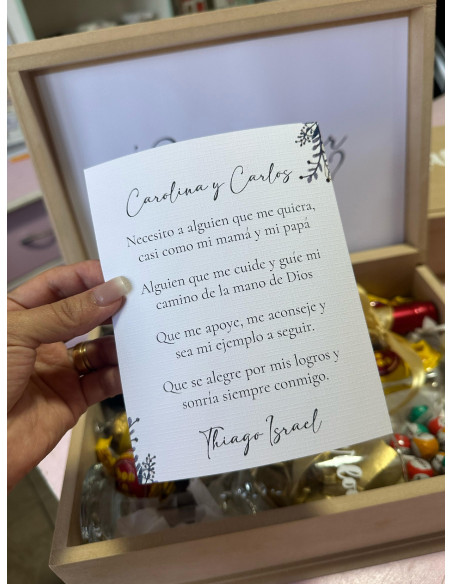 Carolina y Carlos
Necesito a alguien que me quiera,
casi como mi mamá y mi papá
Alguien que me cuide y guíe mi
camino de la mano de Dios
Que me apoye, me aconseje y
sea mi ejemplo a seguir.
Que se alegre por mis logros y
sonría siempre conmigo.
Thiago Israel